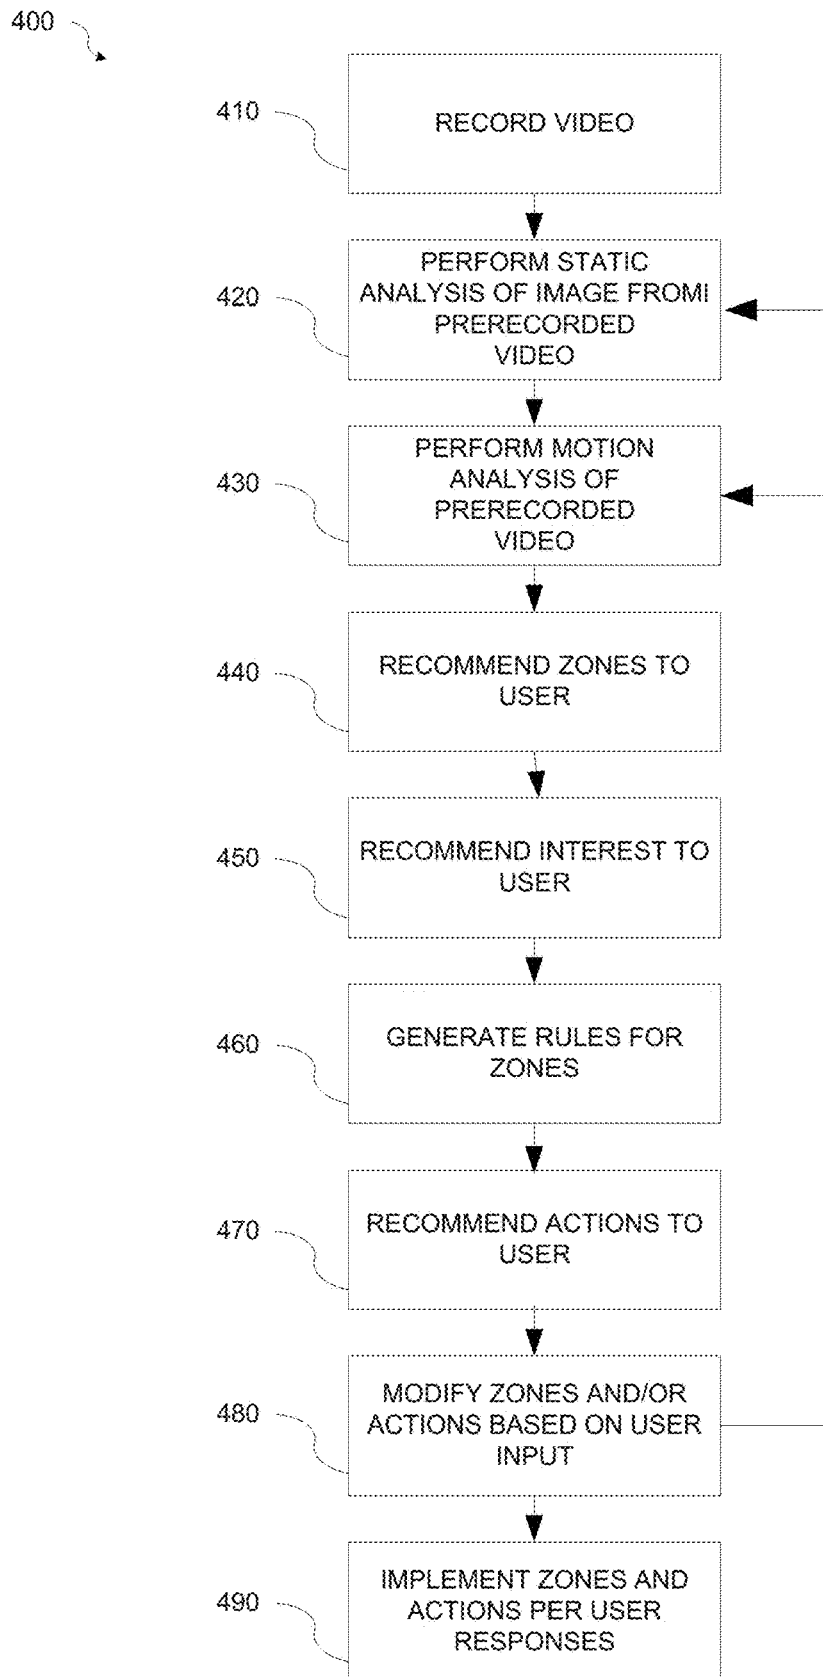 400
410
RECORD VIDEO
420
PERFORM STATIC
ANALYSIS OF IMAGE FROMI
PRERECORDED
VIDEO
430
PERFORM MOTION
ANALYSIS OF
PRERECORDED
VIDEO
440
RECOMMEND ZONES TO
USER
450
RECOMMEND INTEREST TO
USER
460
GENERATE RULES FOR
ZONES
470
RECOMMEND ACTIONS TO
USER
480
MODIFY ZONES AND/OR
ACTIONS BASED ON USER
INPUT
490
IMPLEMENT ZONES AND
ACTIONS PER USER
RESPONSES